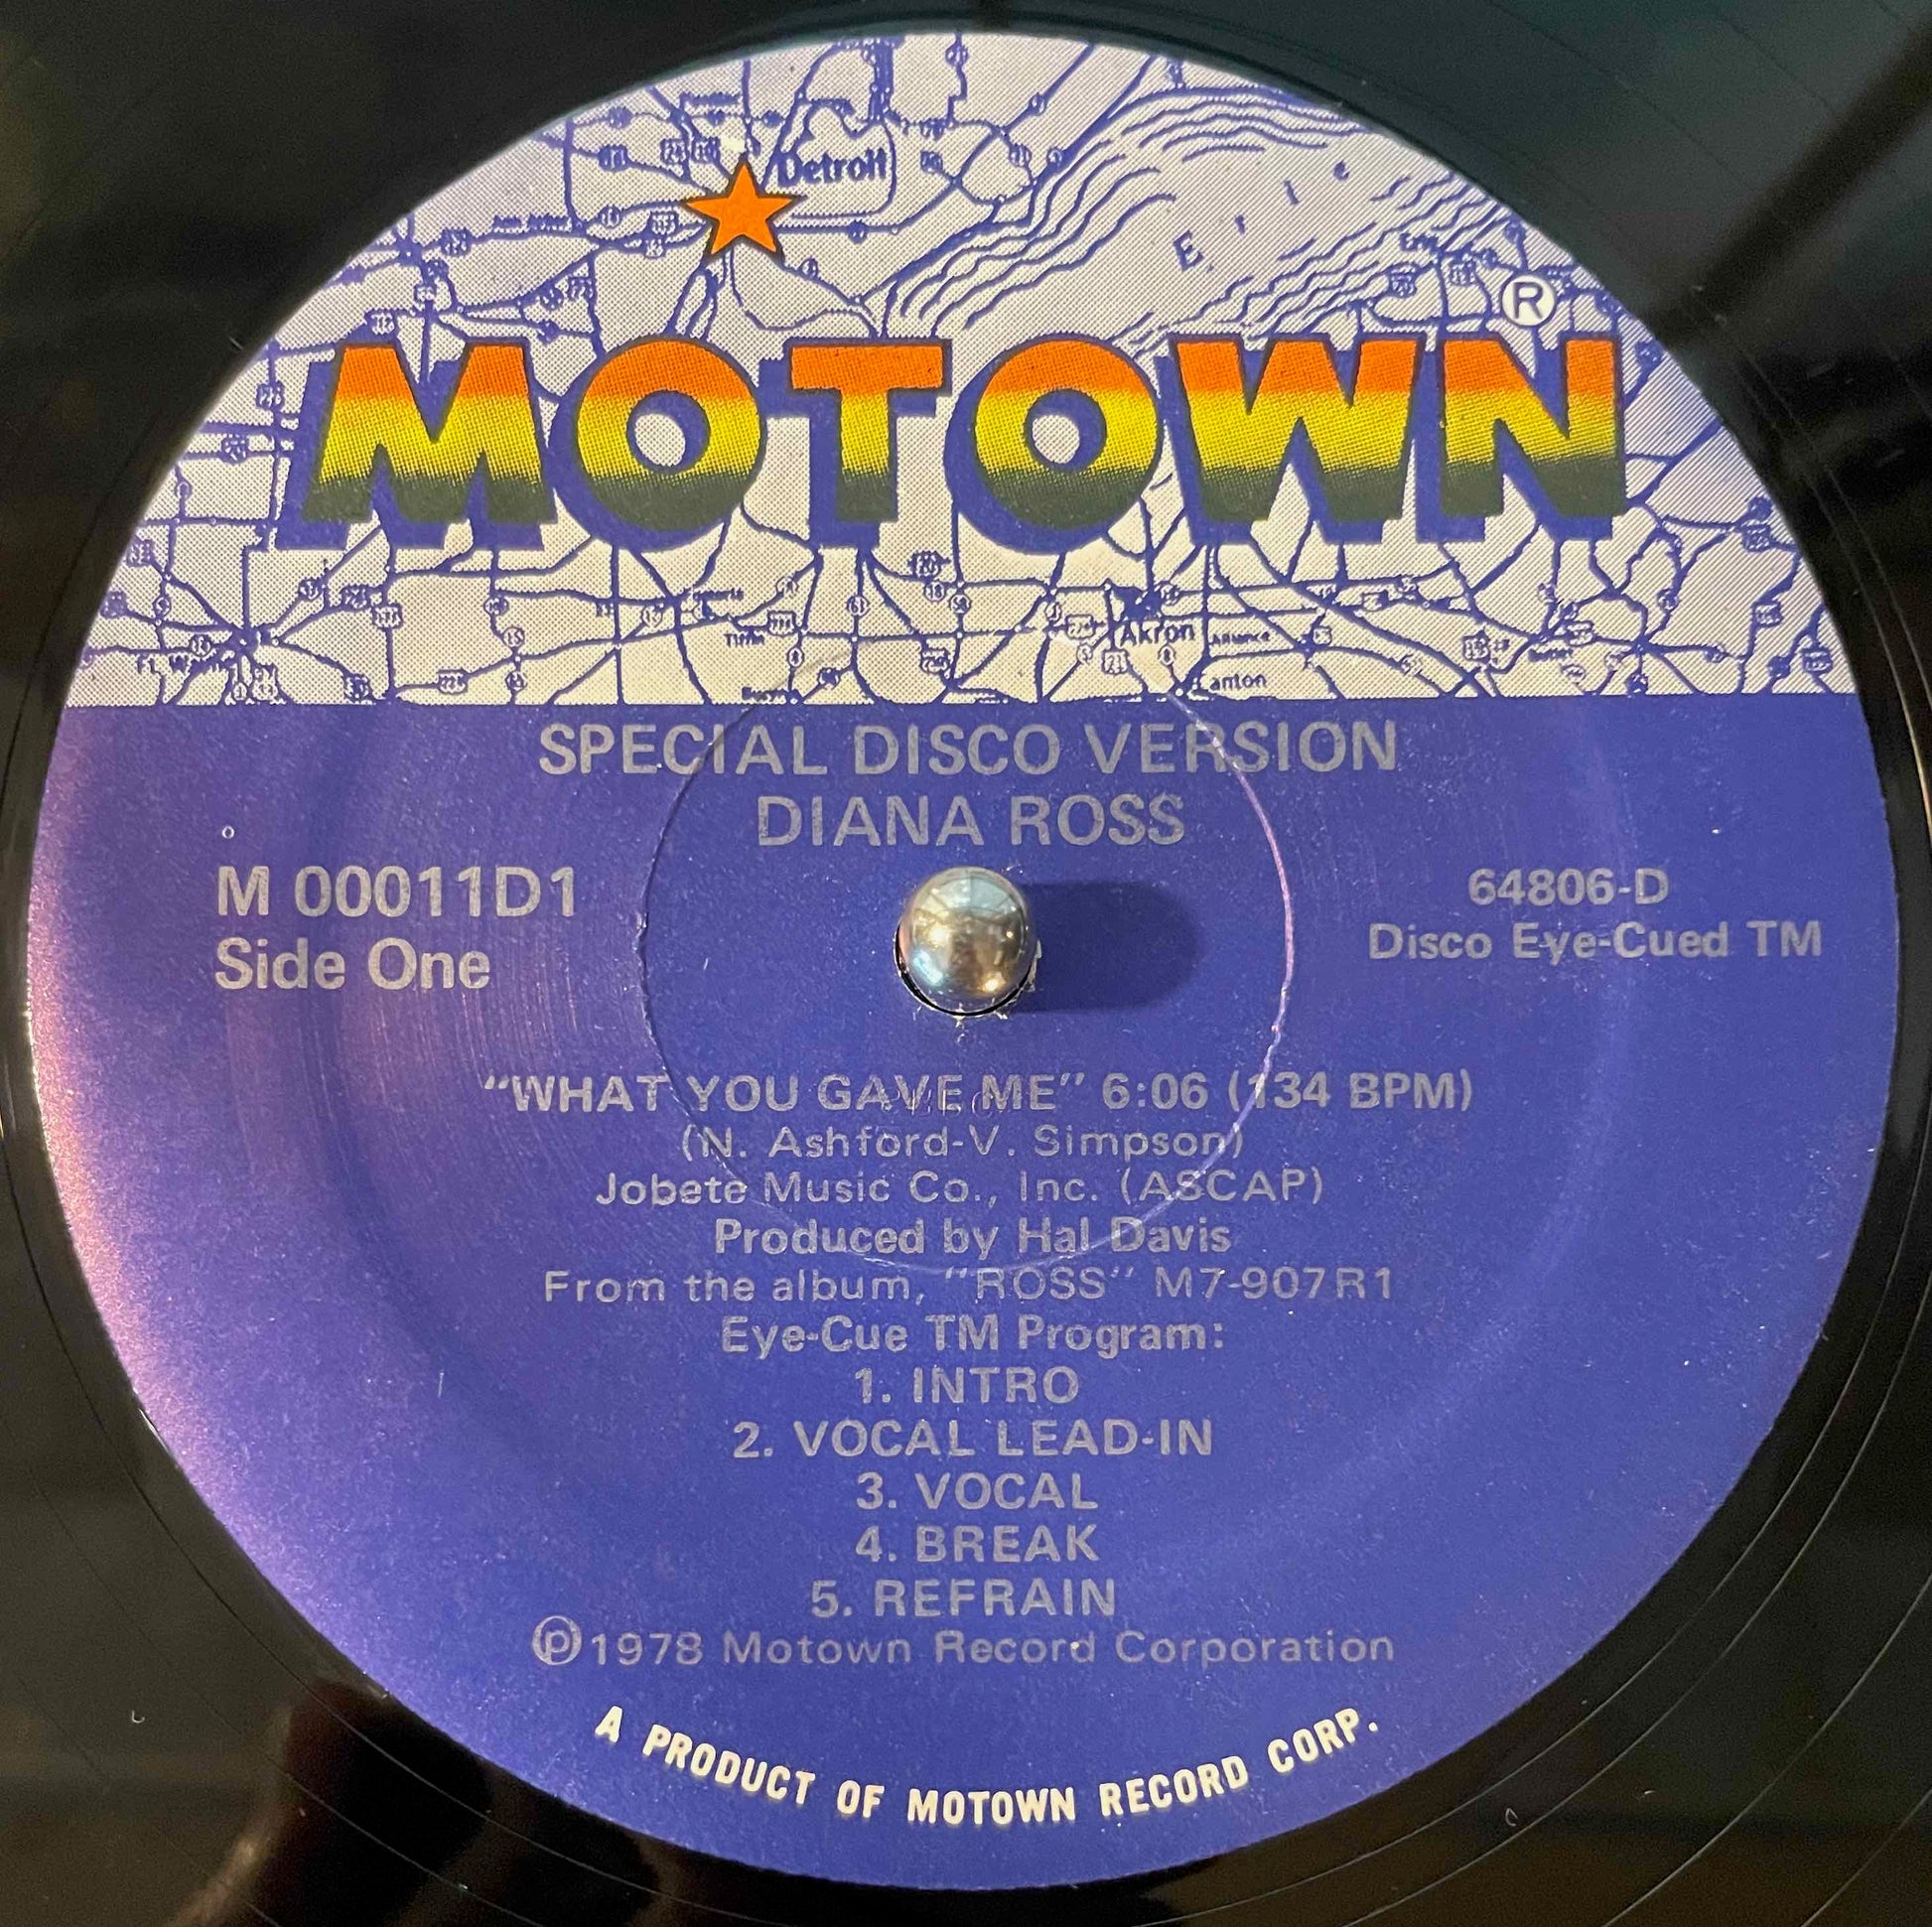 Detroit
E r i e
®
MOTOWN
Tiffin
Akron
Alliance
Canton
SPECIAL DISCO VERSION
DIANA ROSS
M 00011D1
Side One
64806-D
Disco Eye-Cued TM
"WHAT YOU GAVE ME" 6:06 (134 BPM)
(N. Ashford-V. Simpson)
Jobete Music Co., Inc. (ASCAP)
Produced by Hal Davis
From the album, "ROSS" M7-907R1
Eye-Cue TM Program:
1. INTRO
2. VOCAL LEAD-IN
3. VOCAL
4. BREAK
5. REFRAIN
℗1978 Motown Record Corporation
A PRODUCT OF MOTOWN RECORD CORP.